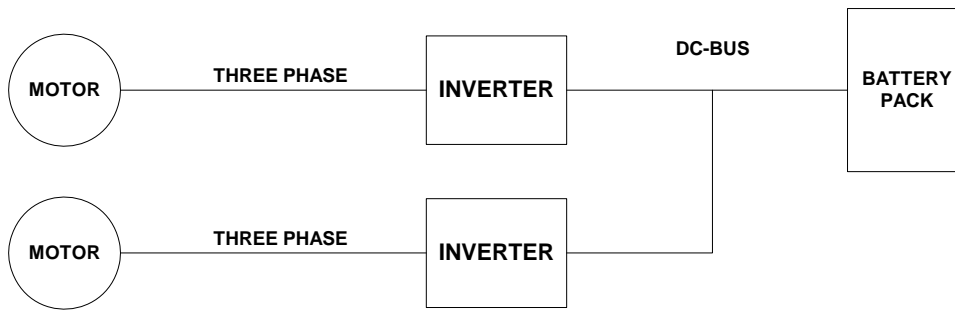 DC-BUS
THREE PHASE
MOTOR
INVERTER
BATTERY
PACK
THREE PHASE
MOTOR
INVERTER